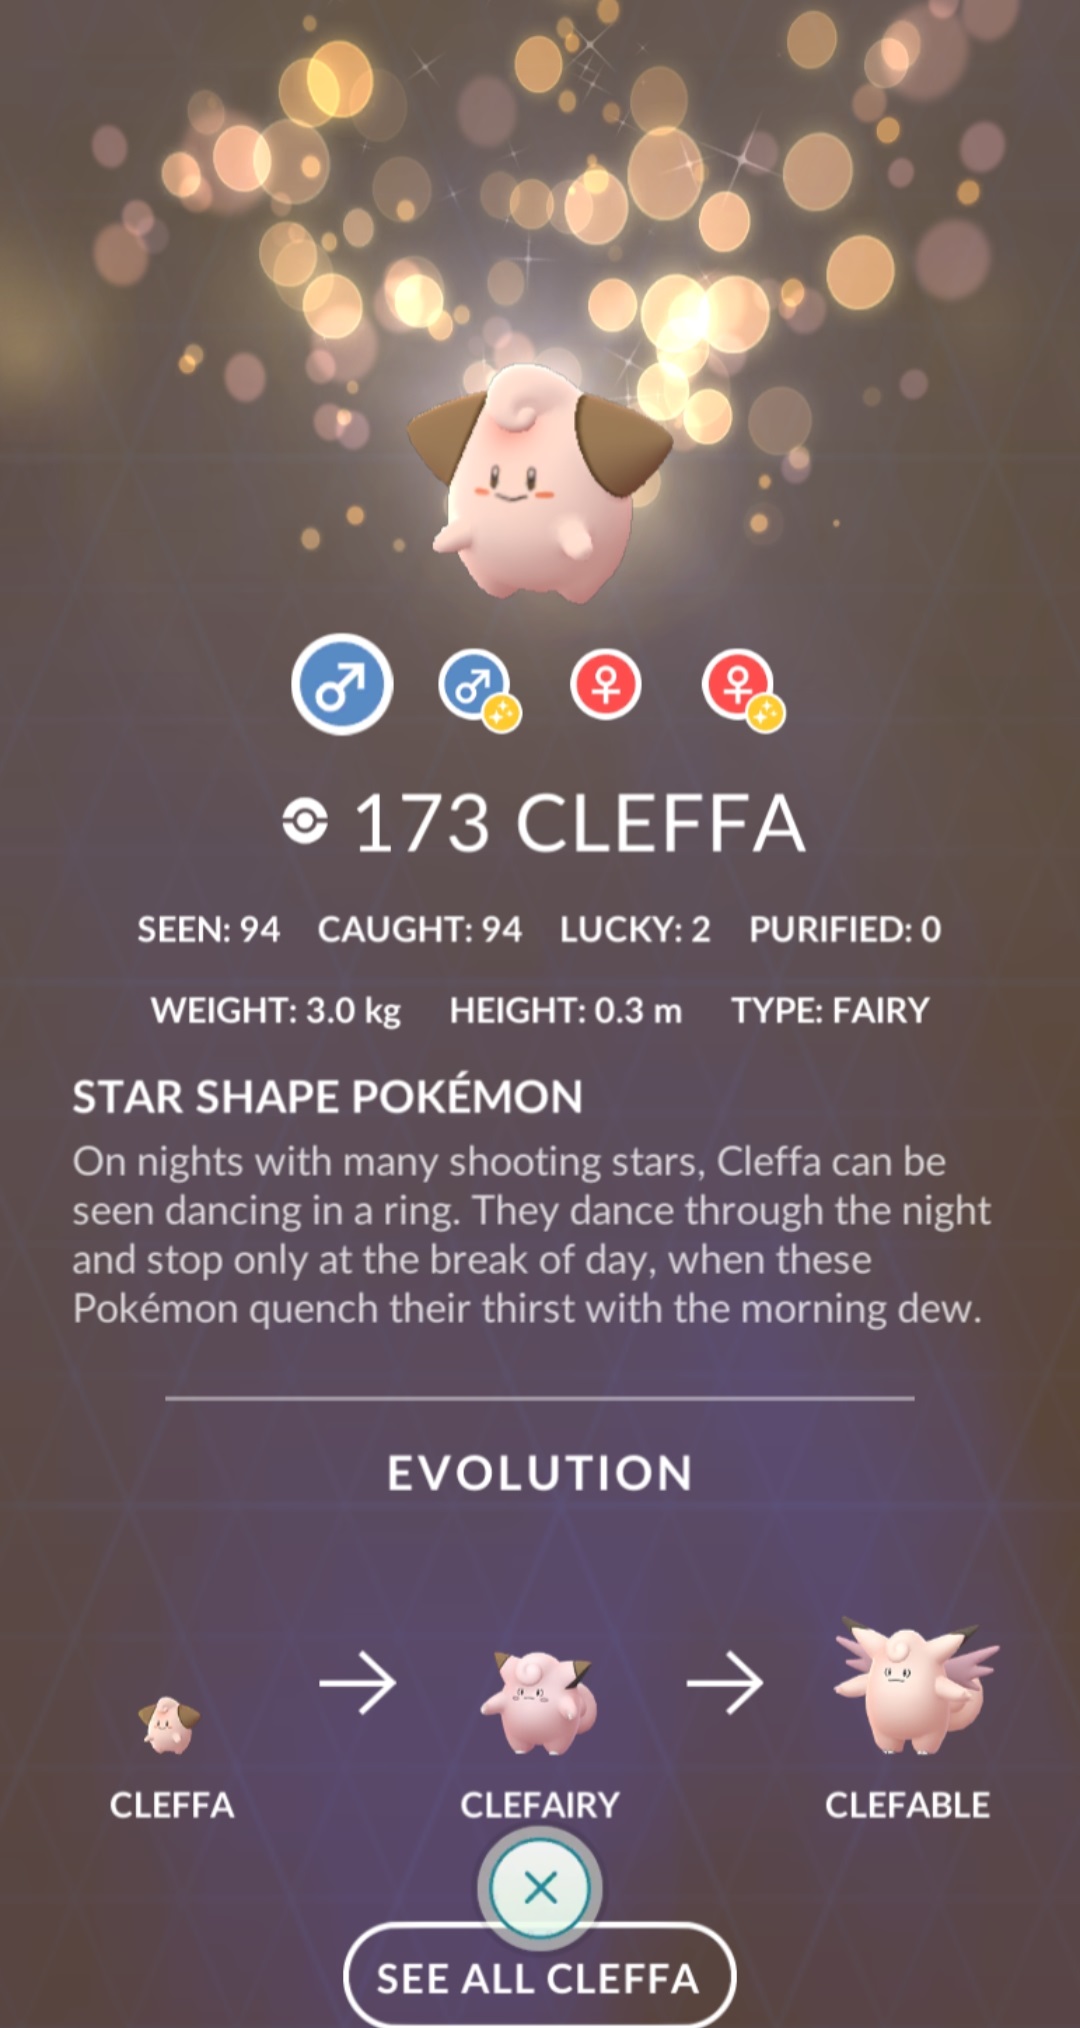 173 CLEFFA
SEEN: 94 CAUGHT: 94 LUCKY: 2 PURIFIED: 0
WEIGHT: 3.0 kg HEIGHT: 0.3 m TYPE: FAIRY
STAR SHAPE POKÉMON
On nights with many shooting stars, Cleffa can be
seen dancing in a ring. They dance through the night
and stop only at the break of day, when these
Pokémon quench their thirst with the morning dew.
EVOLUTION
CLEFFA CLEFAIRY CLEFABLE
SEE ALL CLEFFA